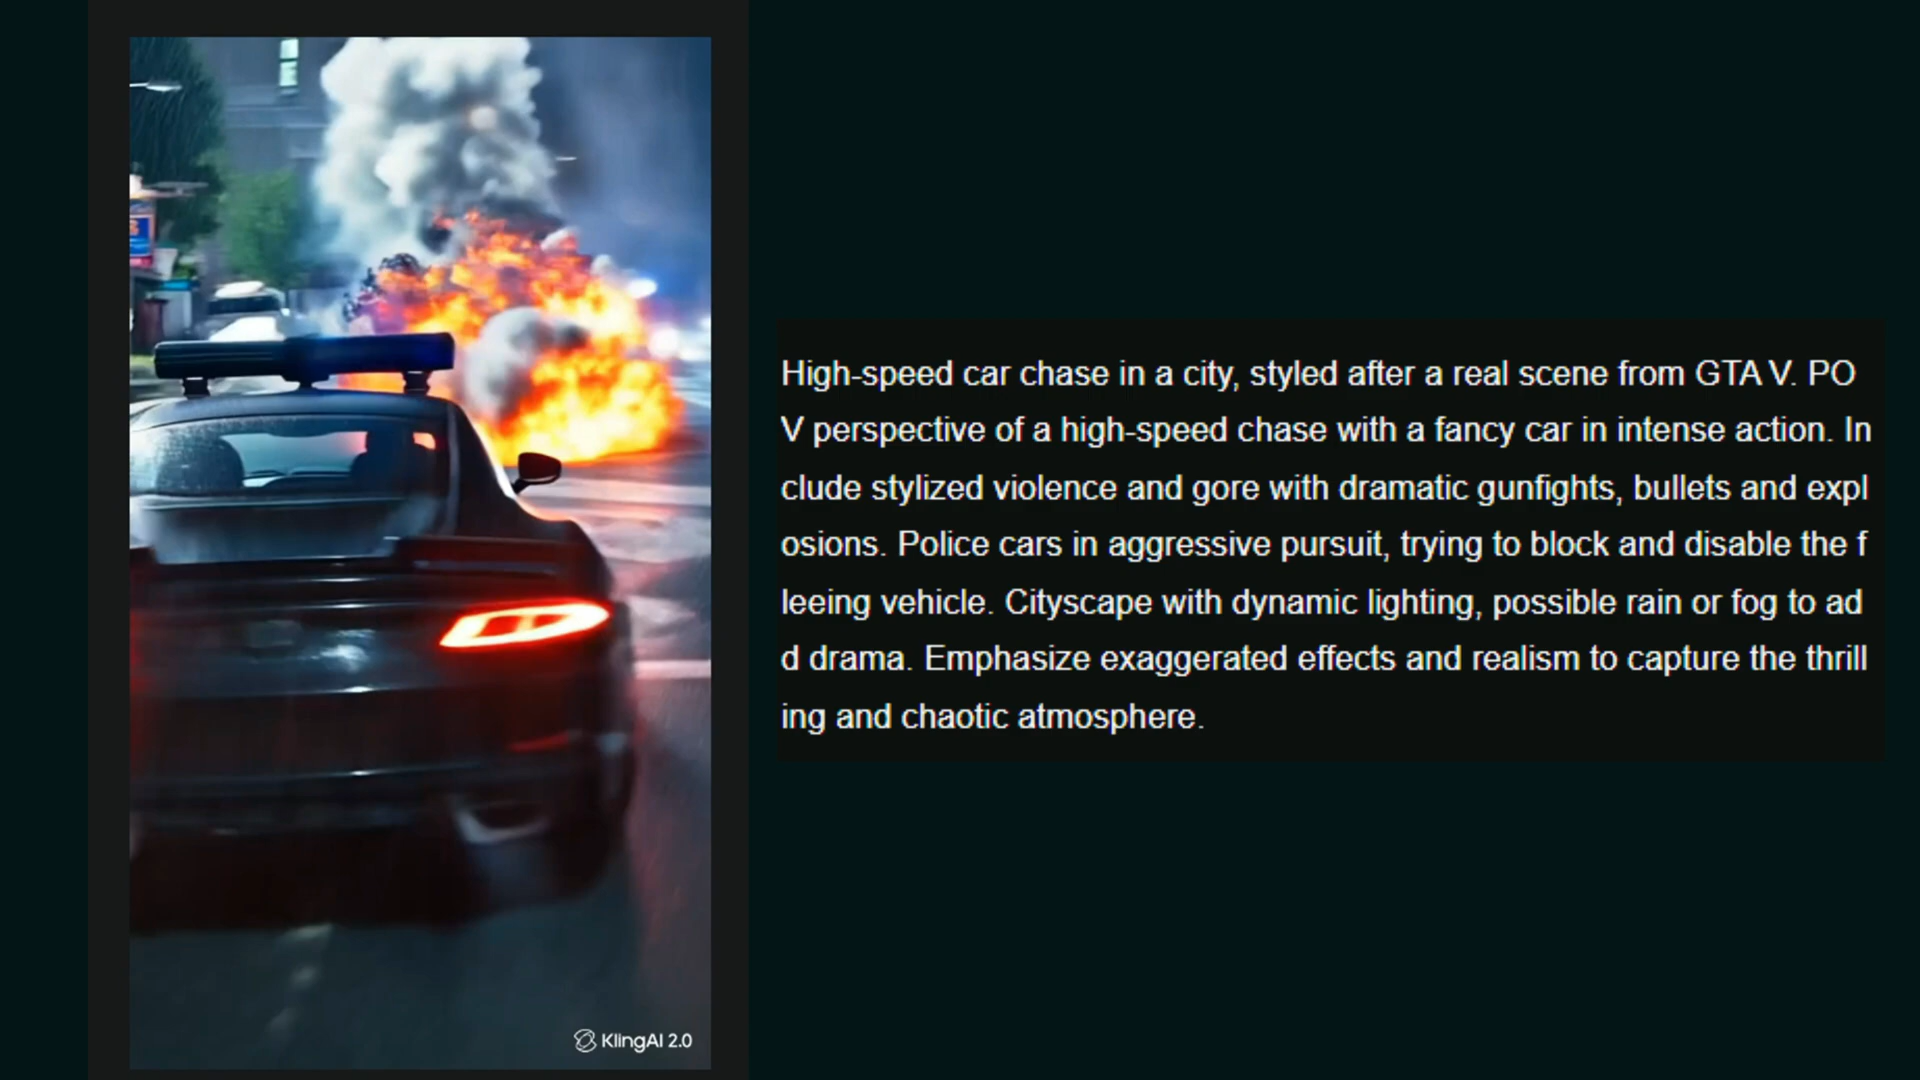 High-speed car chase in a city, styled after a real scene from GTA V. PO
V perspective of a high-speed chase with a fancy car in intense action. In
clude stylized violence and gore with dramatic gunfights, bullets and expl
osions. Police cars in aggressive pursuit, trying to block and disable the f
leeing vehicle. Cityscape with dynamic lighting, possible rain or fog to ad
d drama. Emphasize exaggerated effects and realism to capture the thrill
ing and chaotic atmosphere.
KlingAI 2.0